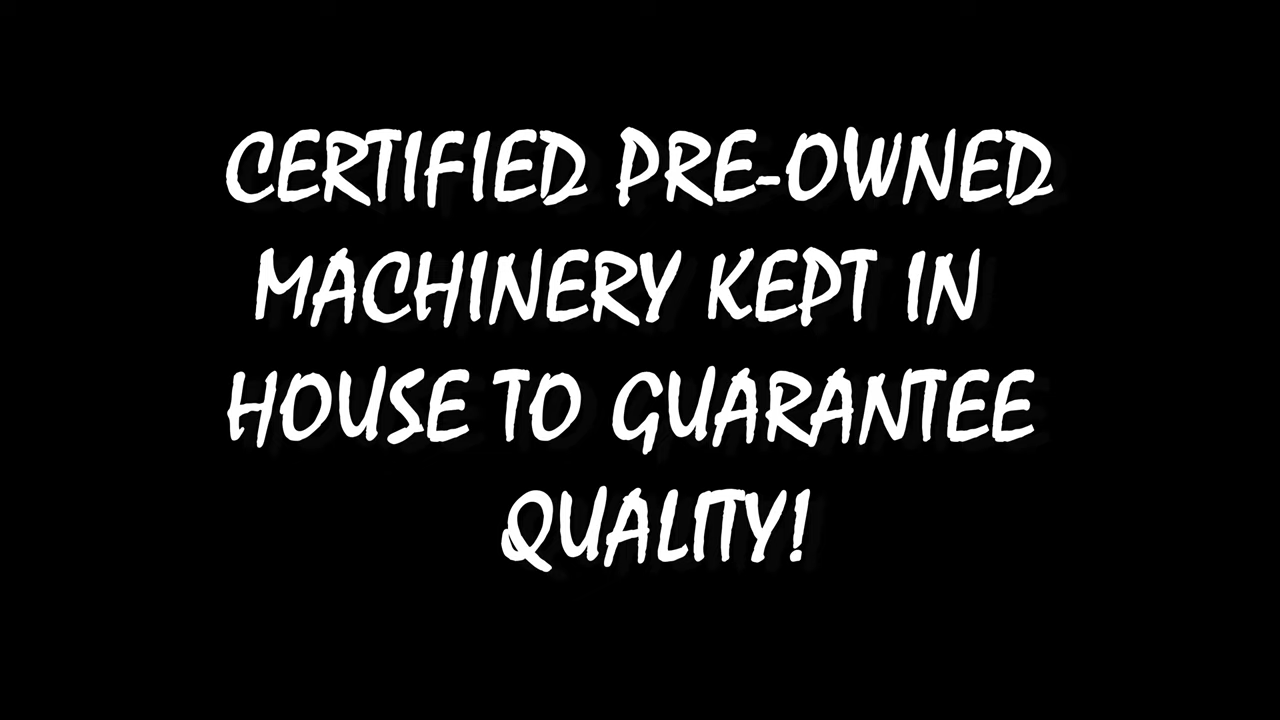 CERTIFIED PRE-OWNED
MACHINERY KEPT IN
HOUSE TO GUARANTEE
QUALITY!